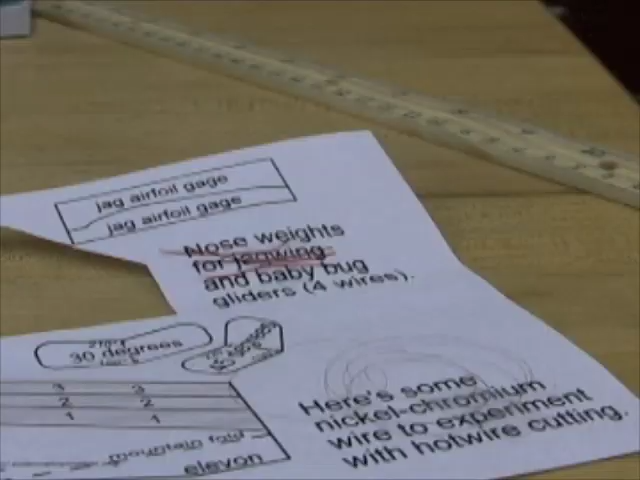 jag airfoil gage
jag airfoil gage
Nose weights
for jagwing
and baby bug
gliders (4 wires).
30 degrees
3 3
2 2
1 1
mountain fold
elevon
Here's some
nickel-chromium
wire to experiment
with hotwire cutting.